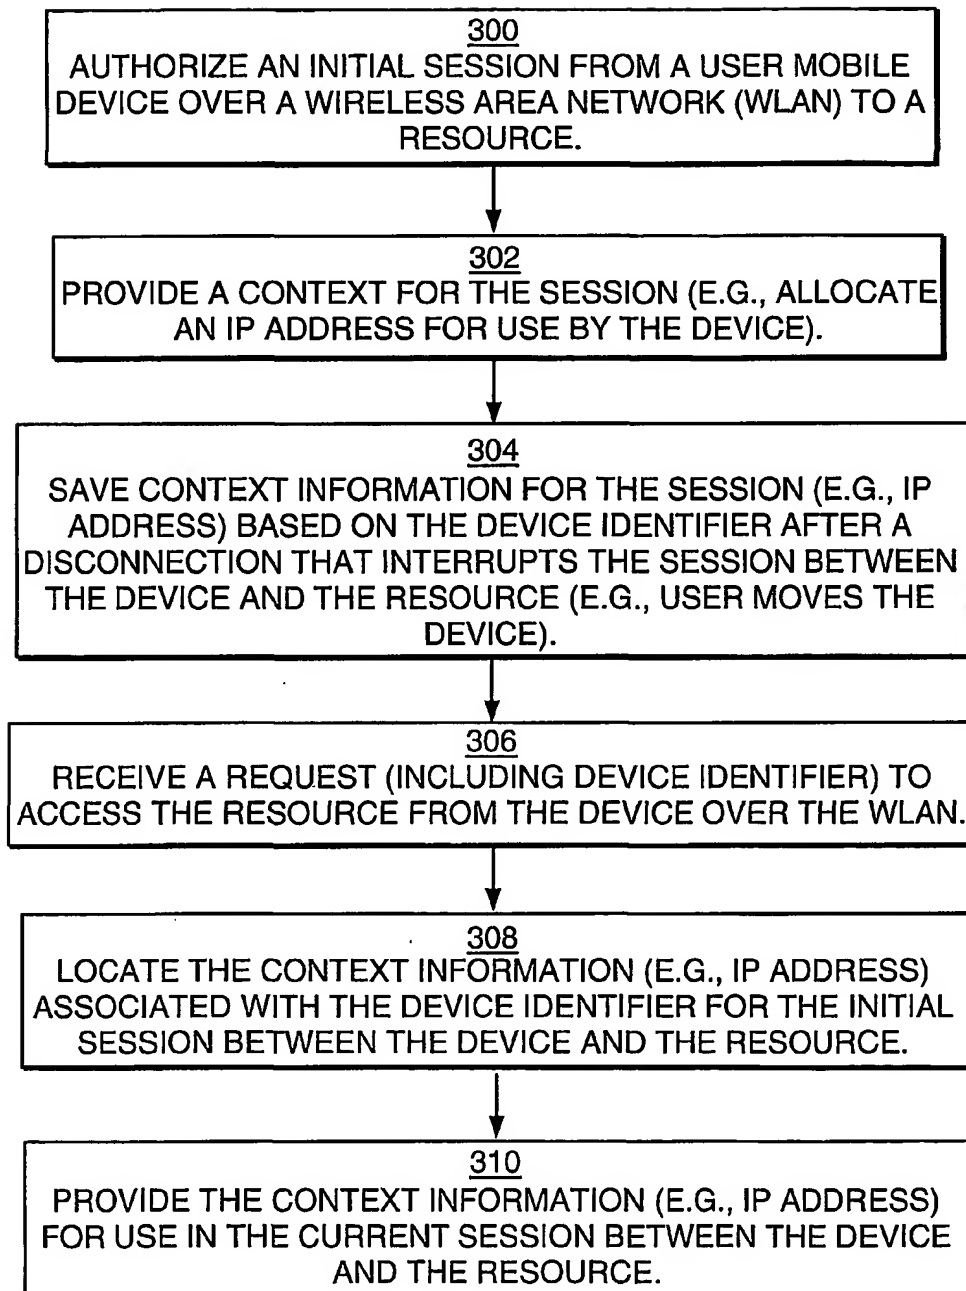 300
AUTHORIZE AN INITIAL SESSION FROM A USER MOBILE
DEVICE OVER A WIRELESS AREA NETWORK (WLAN) TO A
RESOURCE.
302
PROVIDE A CONTEXT FOR THE SESSION (E.G., ALLOCATE
AN IP ADDRESS FOR USE BY THE DEVICE).
304
SAVE CONTEXT INFORMATION FOR THE SESSION (E.G., IP
ADDRESS) BASED ON THE DEVICE IDENTIFIER AFTER A
DISCONNECTION THAT INTERRUPTS THE SESSION BETWEEN
THE DEVICE AND THE RESOURCE (E.G., USER MOVES THE
DEVICE).
306
RECEIVE A REQUEST (INCLUDING DEVICE IDENTIFIER) TO
ACCESS THE RESOURCE FROM THE DEVICE OVER THE WLAN.
308
LOCATE THE CONTEXT INFORMATION (E.G., IP ADDRESS)
ASSOCIATED WITH THE DEVICE IDENTIFIER FOR THE INITIAL
SESSION BETWEEN THE DEVICE AND THE RESOURCE.
310
PROVIDE THE CONTEXT INFORMATION (E.G., IP ADDRESS)
FOR USE IN THE CURRENT SESSION BETWEEN THE DEVICE
AND THE RESOURCE.